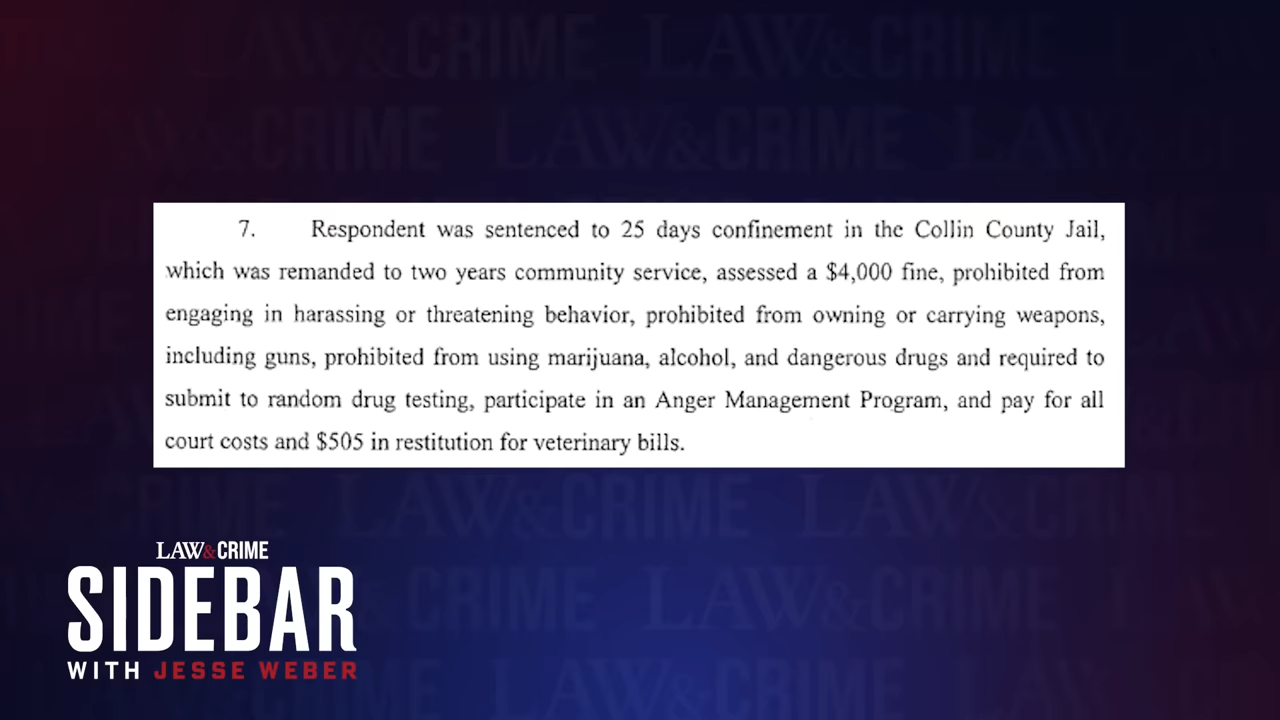 7. Respondent was sentenced to 25 days confinement in the Collin County Jail,
which was remanded to two years community service, assessed a $4,000 fine, prohibited from
engaging in harassing or threatening behavior, prohibited from owning or carrying weapons,
including guns, prohibited from using marijuana, alcohol, and dangerous drugs and required to
submit to random drug testing, participate in an Anger Management Program, and pay for all
court costs and $505 in restitution for veterinary bills.
LAW&CRIME
SIDEBAR
WITH JESSE WEBER